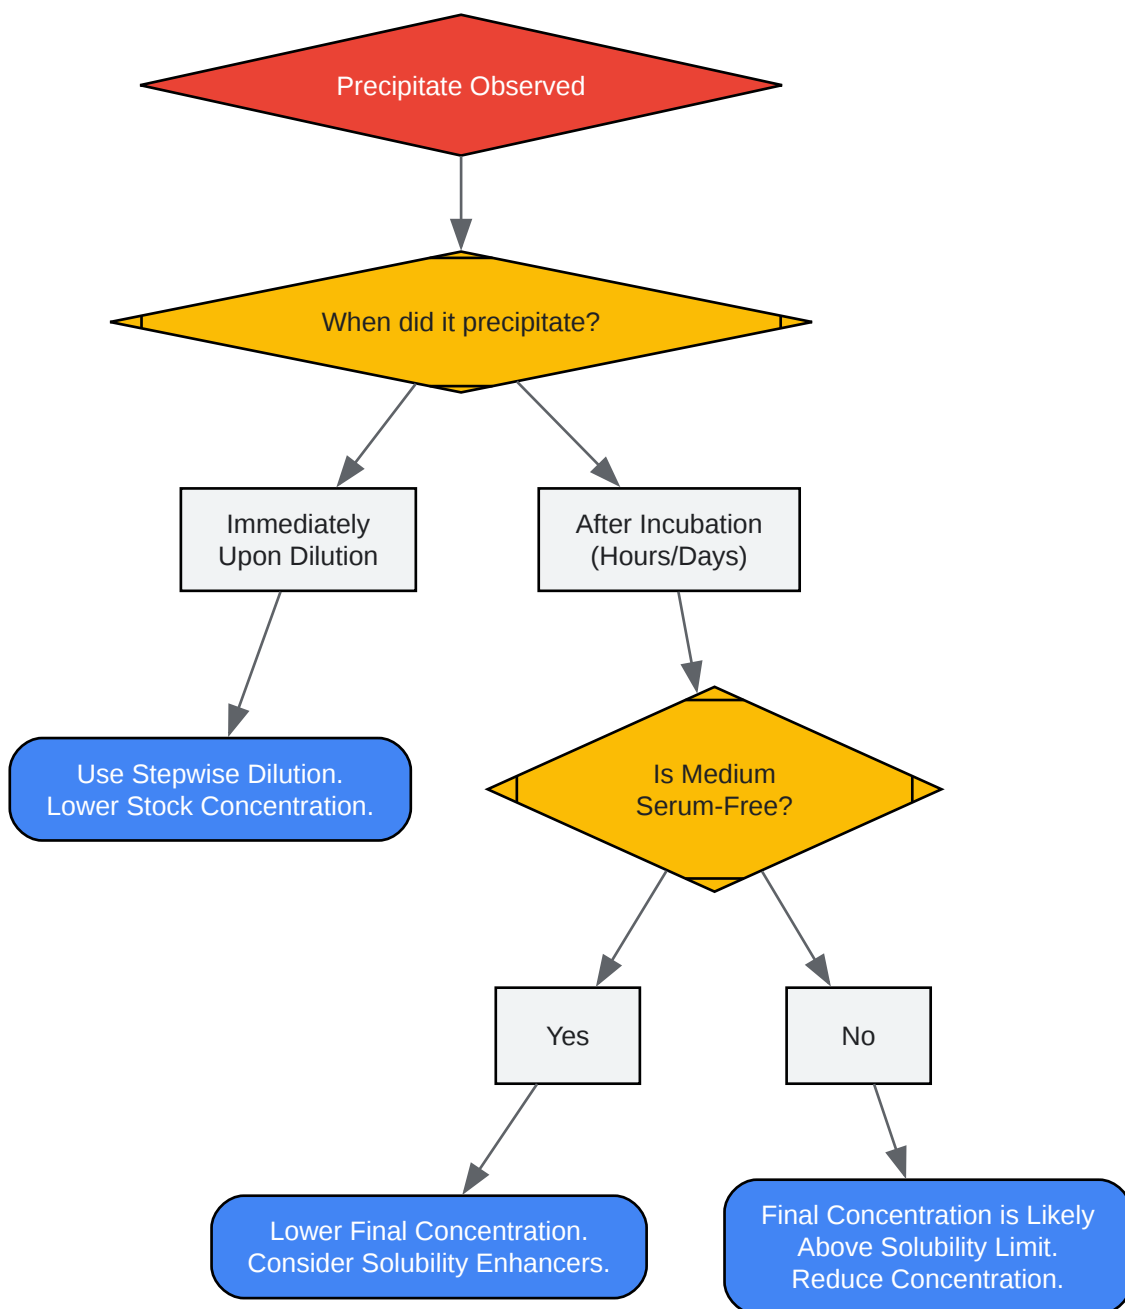 Precipitate Observed
When did it precipitate?
Immediately
Upon Dilution
After Incubation
(Hours/Days)
Use Stepwise Dilution.
Lower Stock Concentration.
Is Medium
Serum-Free?
Yes
No
Lower Final Concentration.
Consider Solubility Enhancers.
Final Concentration is Likely
Above Solubility Limit.
Reduce Concentration.